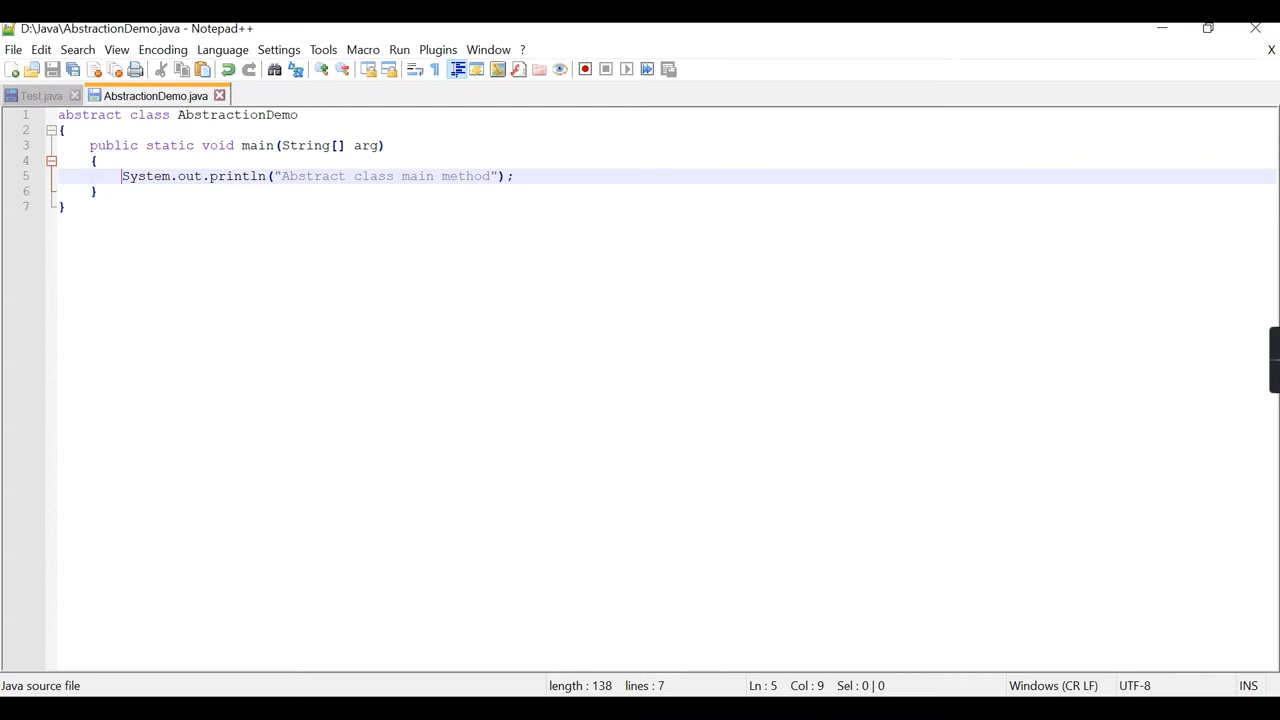 D:\Java\AbstractionDemo.java - Notepad++
File Edit Search View Encoding Language Settings Tools Macro Run Plugins Window ? X
Test.java AbstractionDemo.java
1 abstract class AbstractionDemo
2 {
3 public static void main(String[] arg)
4 {
5 System.out.println("Abstract class main method");
6 }
7 }
Java source file length : 138 lines : 7 Ln : 5 Col : 9 Sel : 0 | 0 Windows (CR LF) UTF-8 INS